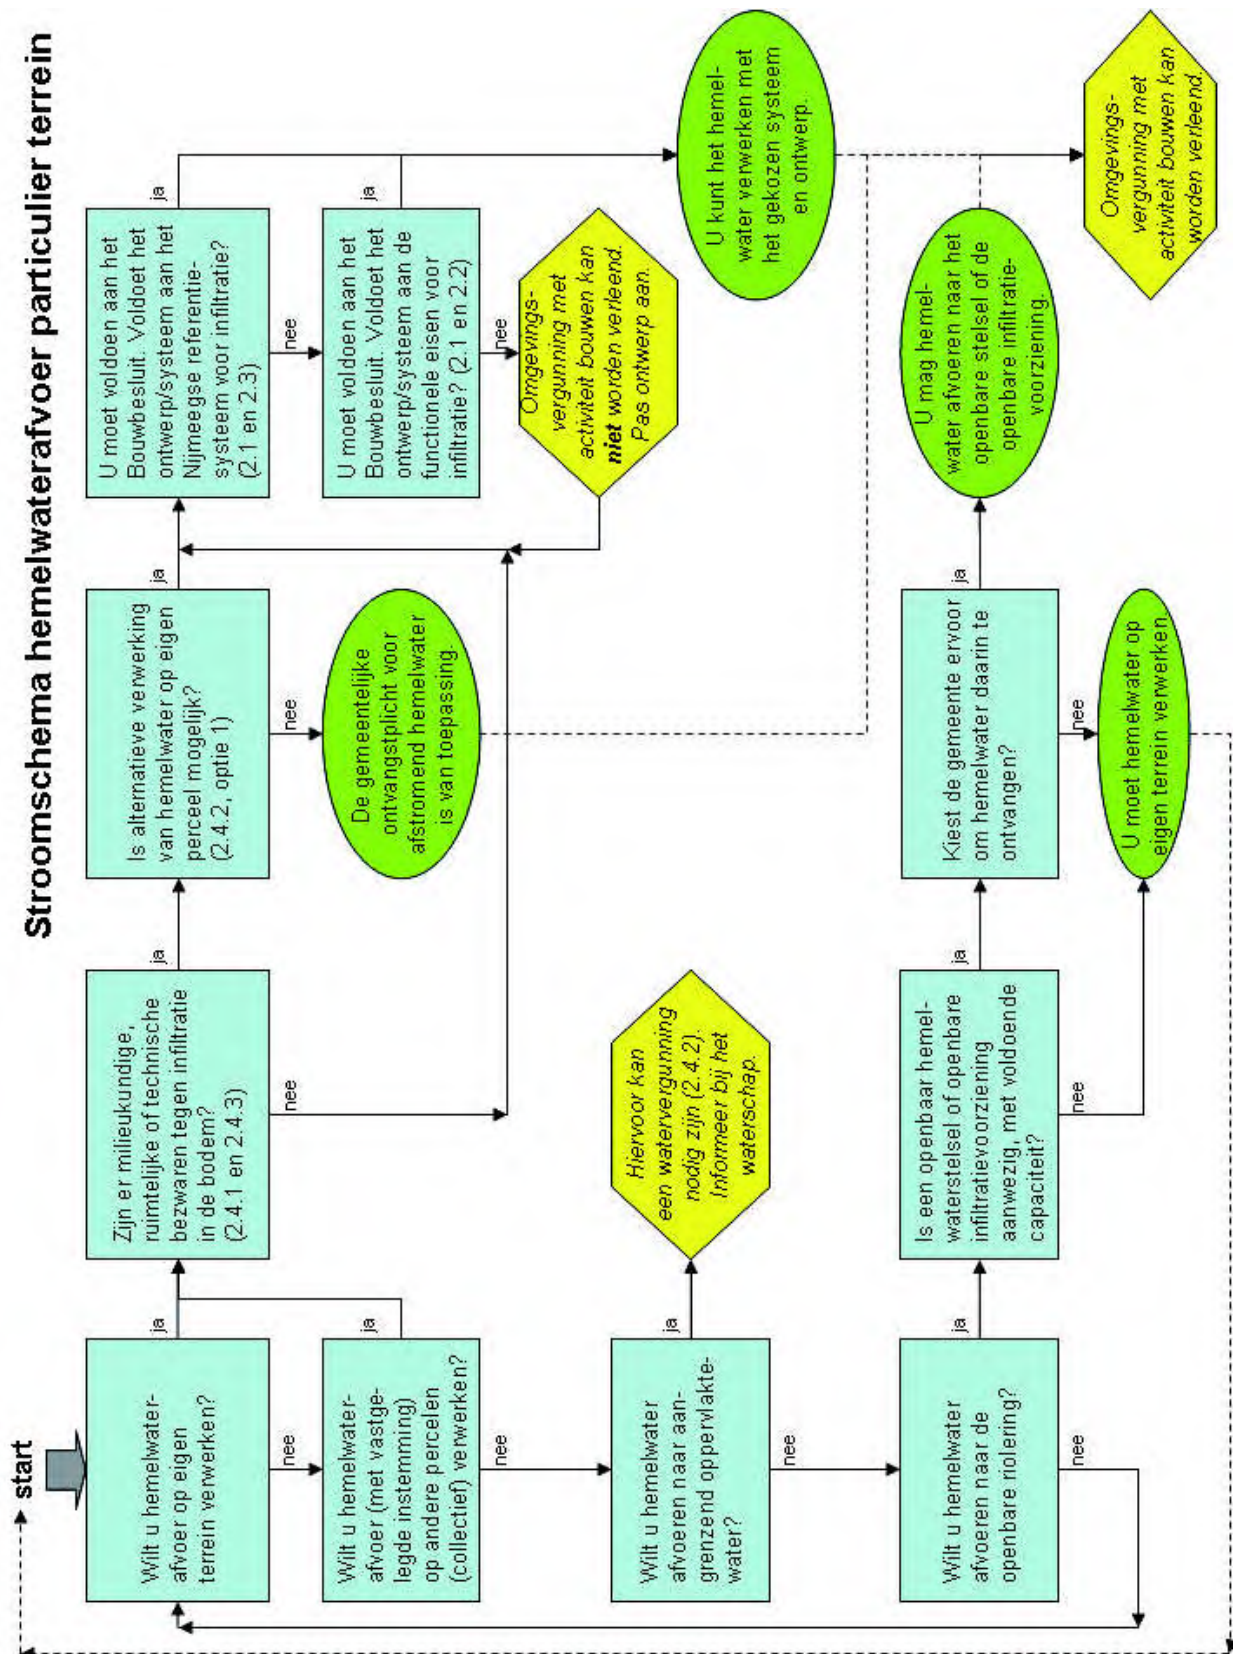 Stroomschema hemelwaterafvoer particulier terrein
start
Wilt u hemelwater-
afvoer op eigen
terrein verwerken?
ja
nee
Zijn er milieukundige,
ruimtelijke of technische
bezwaren tegen infiltratie
in de bodem?
(2.4.1 en 2.4.3)
ja
nee
Is alternatieve verwerking
van hemelwater op eigen
perceel mogelijk?
(2.4.2, optie 1)
ja
nee
U moet voldoen aan het
Bouwbesluit. Voldoet het
ontwerp/systeem aan het
Nijmeegse referentie-
systeem voor infiltratie?
(2.1 en 2.3)
ja
nee
Wilt u hemelwater-
afvoer (met vastge-
legde instemming)
op andere percelen
(collectief) verwerken?
ja
nee
De gemeentelijke
ontvangstplicht voor
afstromend hemelwater
is van toepassing.
U moet voldoen aan het
Bouwbesluit. Voldoet het
ontwerp/systeem aan de
functionele eisen voor
infiltratie? (2.1 en 2.2)
ja
nee
Omgevings-
vergunning met
activiteit bouwen kan
niet worden verleend.
Pas ontwerp aan.
Wilt u hemelwater
afvoeren naar aan-
grenzend oppervlakte-
water?
ja
nee
Hiervoor kan
een watervergunning
nodig zijn (2.4.2).
Informeer bij het
waterschap.
U kunt het hemel-
water verwerken met
het gekozen systeem
en ontwerp.
Wilt u hemelwater
afvoeren naar de
openbare riolering?
ja
nee
Is een openbaar hemel-
waterstelsel of openbare
infiltratievoorziening
aanwezig, met voldoende
capaciteit?
ja
nee
Kiest de gemeente ervoor
om hemelwater daarin te
ontvangen?
ja
nee
U mag hemel-
water afvoeren naar het
openbare stelsel of de
openbare infiltratie-
voorziening.
U moet hemelwater op
eigen terrein verwerken.
Omgevings-
vergunning met
activiteit bouwen kan
worden verleend.